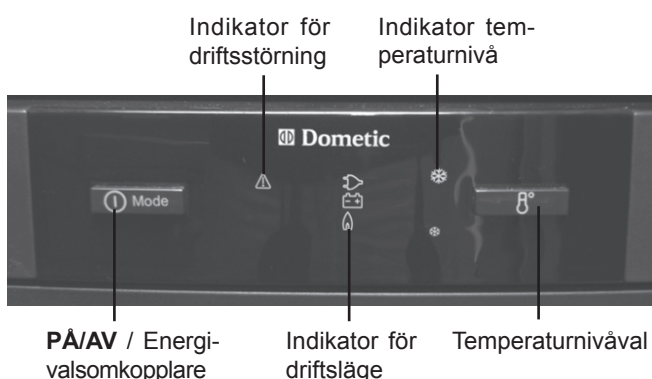 Indikator för
driftsstörning
Indikator tem-
peraturnivå
Dometic
Mode
PÅ/AV / Energi-
valsomkopplare
Indikator för
driftsläge
Temperaturnivåval